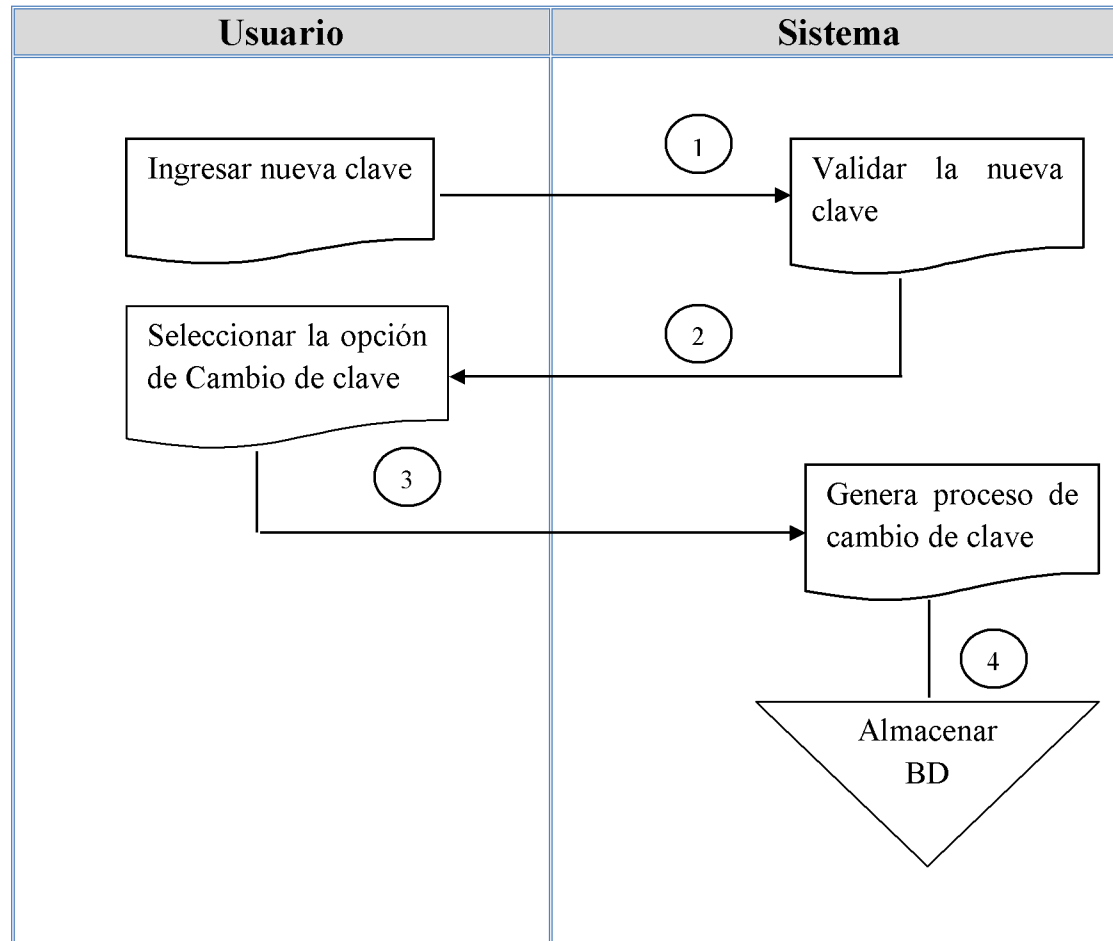 Usuario
Sistema
Ingresar nueva clave
1
Validar la nueva
clave
Seleccionar la opción
de Cambio de clave
2
3
Genera proceso de
cambio de clave
4
Almacenar
BD